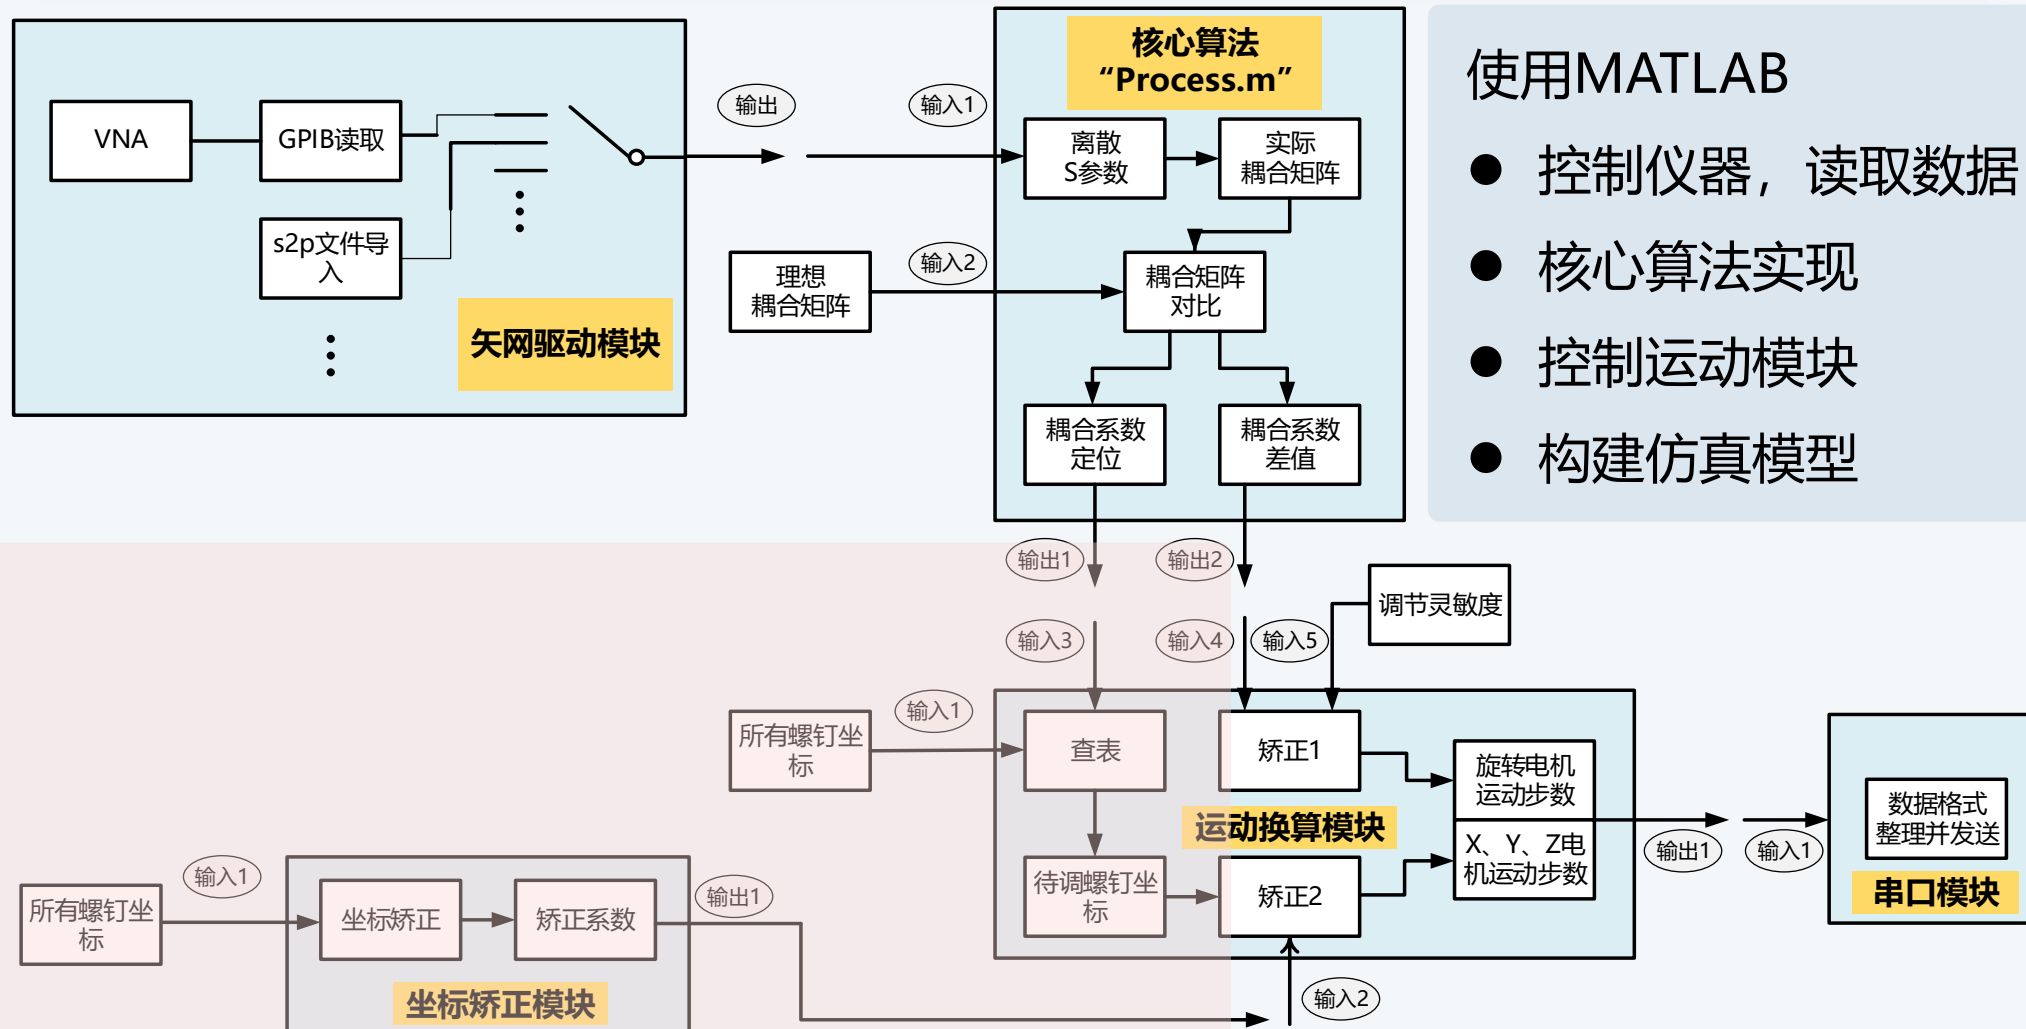 VNA
GPIB读取
s2p文件导
入
矢网驱动模块
输出
输入1
核心算法
“Process.m”
离散
S参数
实际
耦合矩阵
理想
耦合矩阵
输入2
耦合矩阵
对比
耦合系数
定位
耦合系数
差值
使用MATLAB
● 控制仪器，读取数据
● 核心算法实现
● 控制运动模块
● 构建仿真模型
输出1
输出2
输入3
输入4
输入5
调节灵敏度
所有螺钉坐
标
输入1
查表
矫正1
旋转电机
运动步数
运动换算模块
X、Y、Z电
机运动步数
待调螺钉坐
标
矫正2
输出1
输入1
数据格式
整理并发送
串口模块
所有螺钉坐
标
输入1
坐标矫正
矫正系数
输出1
坐标矫正模块
输入2